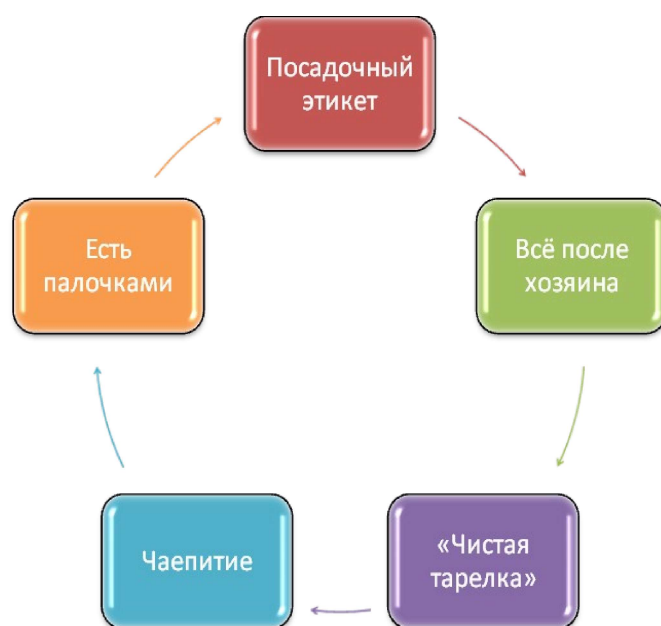 Посадочный
этикет
Всё после
хозяина
«Чистая
тарелка»
Чаепитие
Есть
палочками